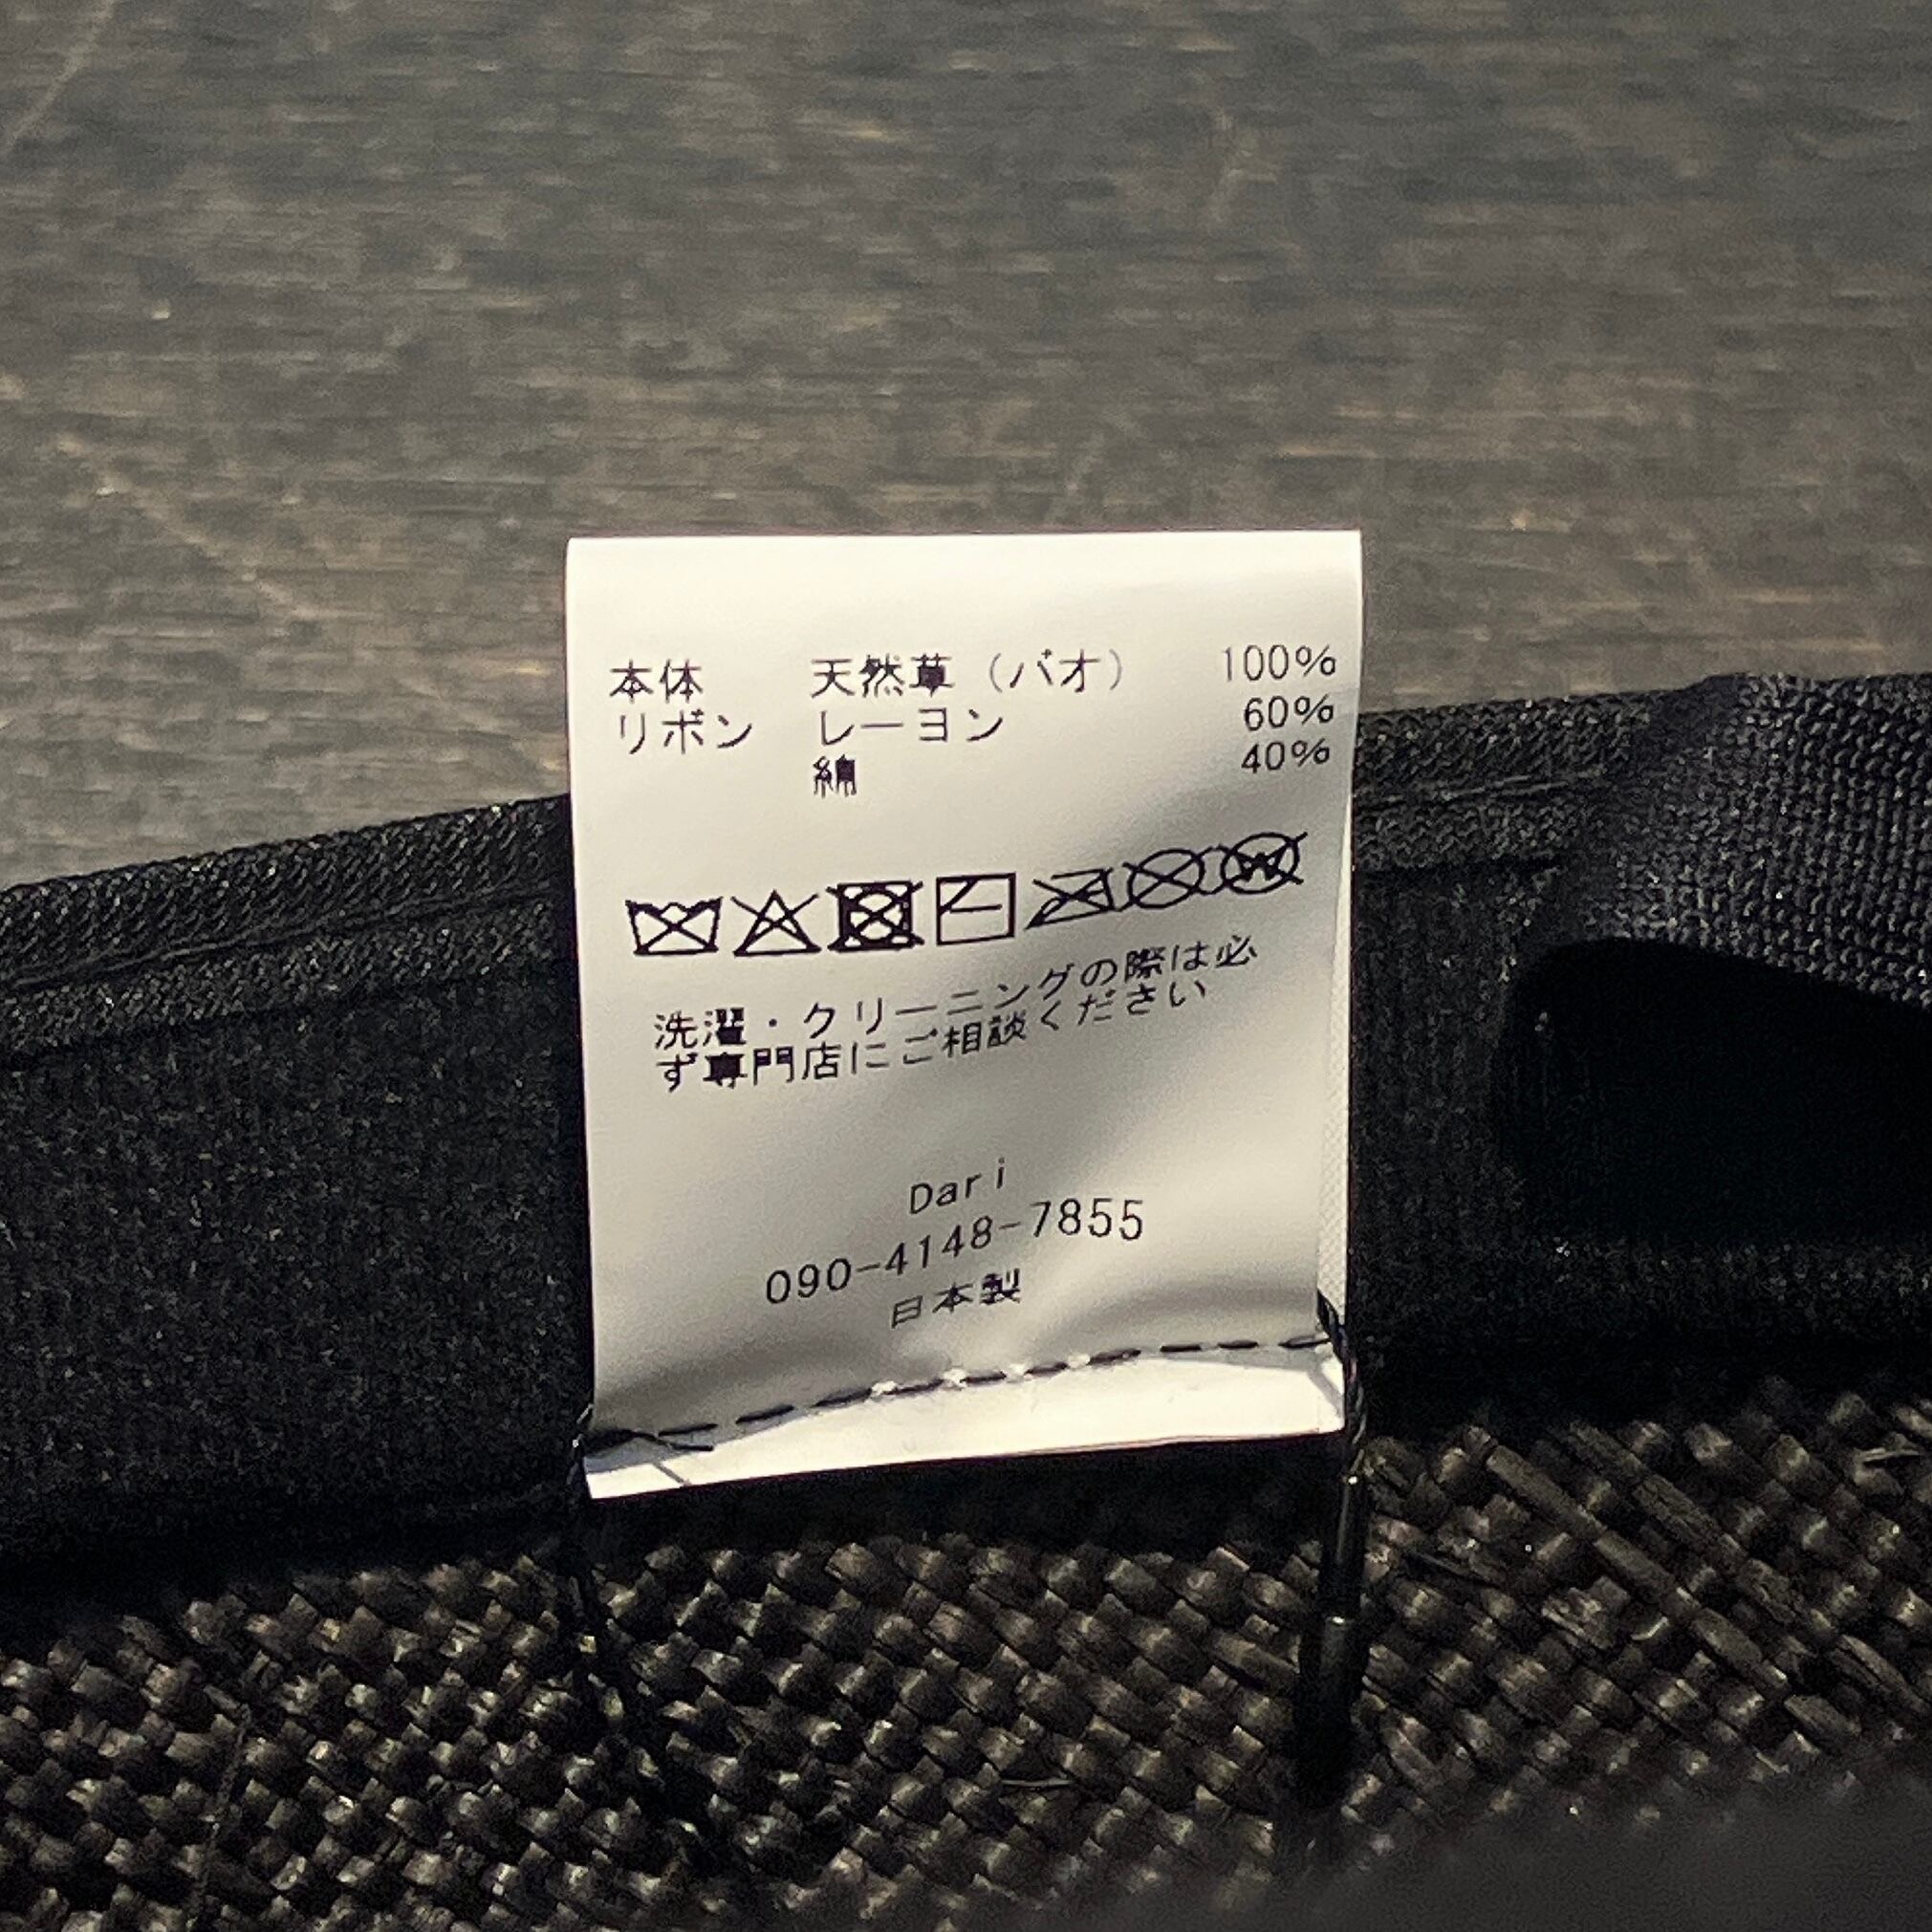 本体 天然草(バオ) 100%
リボン レーヨン 60%
綿 40%
W
洗濯・クリーニングの際は必
ず専門店にご相談ください
Dari
090-4148-7855
日本製